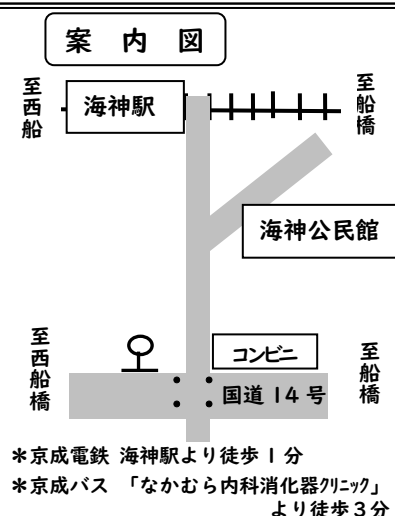 案内図
至西船
海神駅
至船橋
海神公民館
至西船橋
コンビニ
至船橋
国道14号
＊京成電鉄 海神駅より徒歩1分
＊京成バス 「なかむら内科消化器クリニック」
より徒歩3分